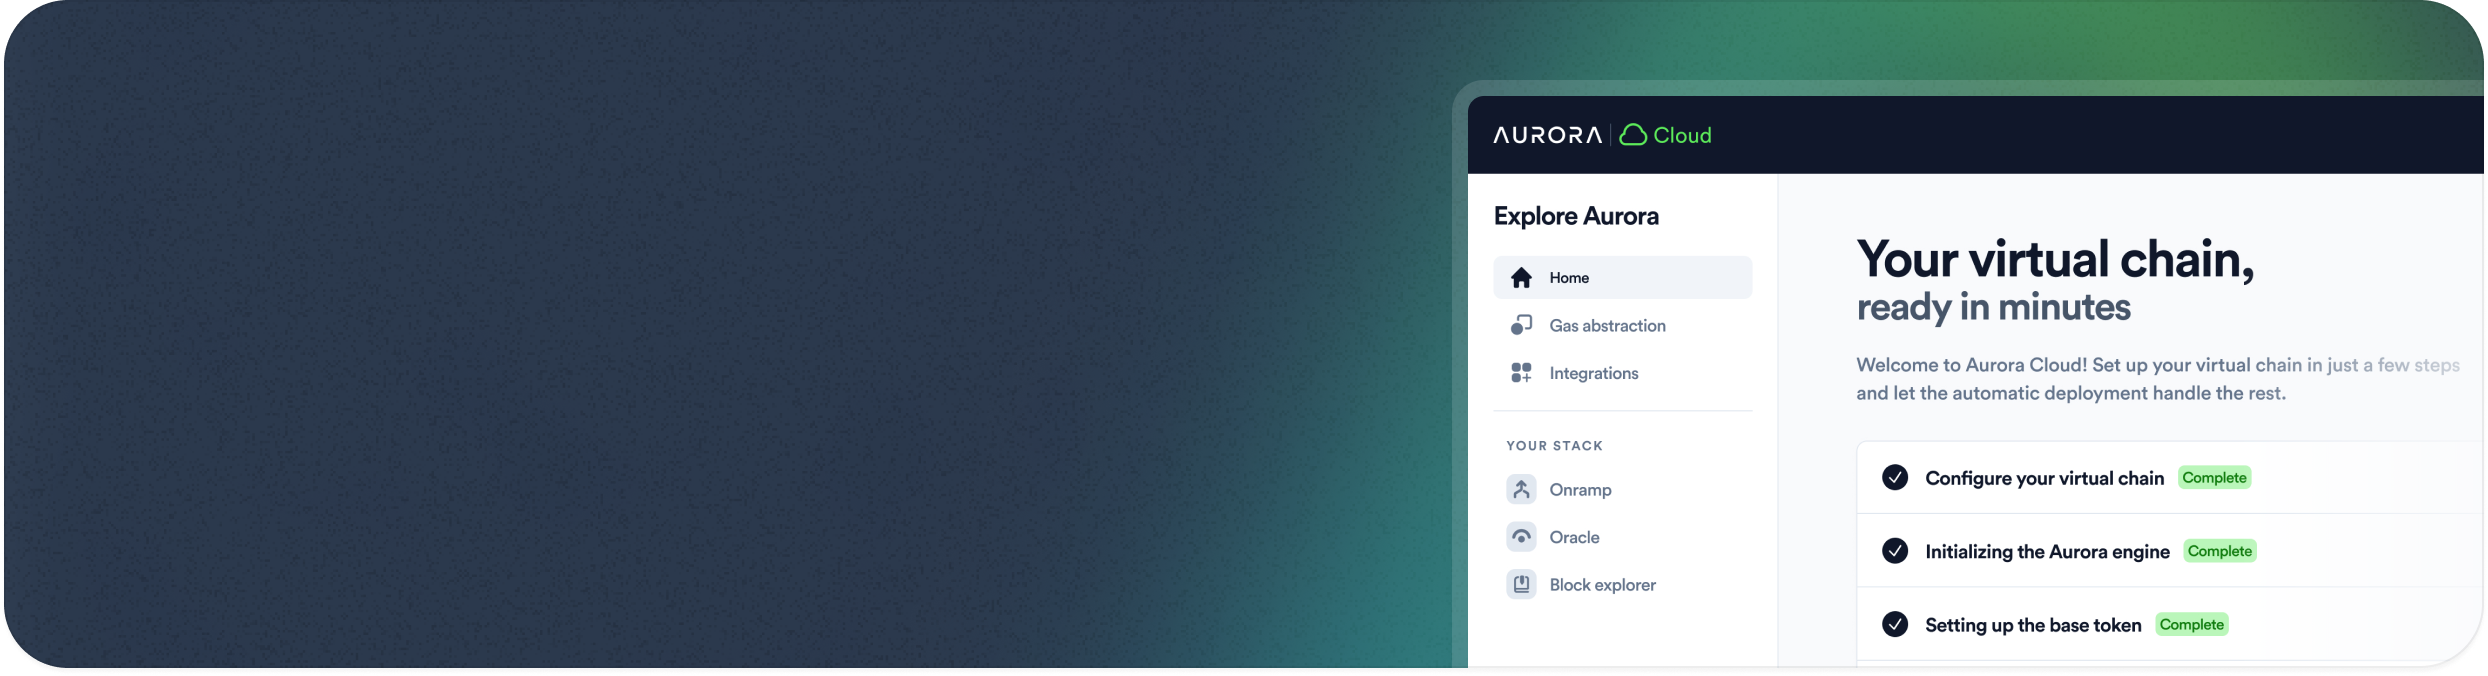 AURORA Cloud
Explore Aurora
Home
Gas abstraction
Integrations
YOUR STACK
Onramp
Oracle
Block explorer
Your virtual chain,
ready in minutes
Welcome to Aurora Cloud! Set up your virtual chain in just a few steps
and let the automatic deployment handle the rest.
Configure your virtual chain Complete
Initializing the Aurora engine Complete
Setting up the base token Complete